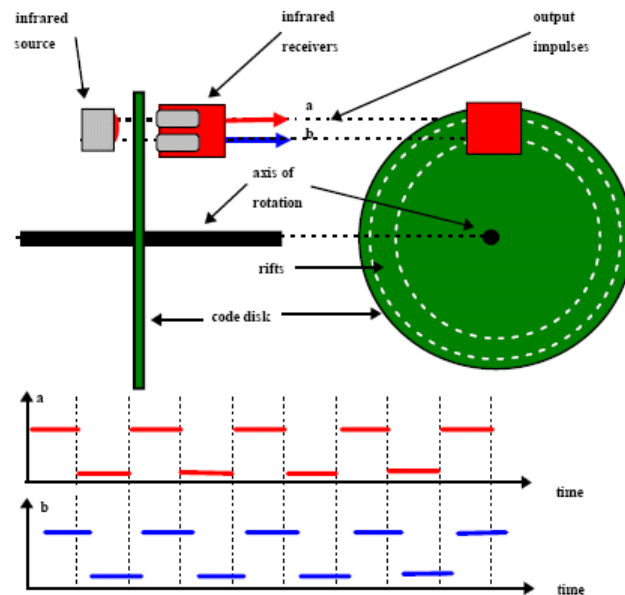 infrared
source
infrared
receivers
output
impulses
a
b
axis of
rotation
rifts
code disk
a
time
b
time